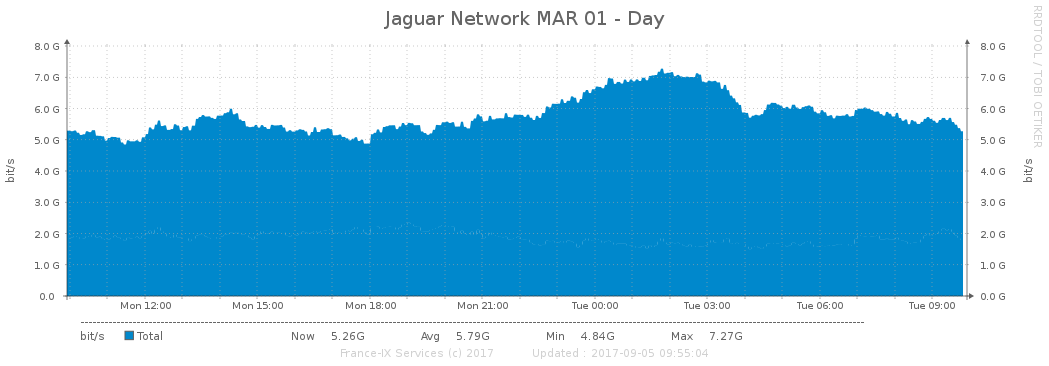 Jaguar Network MAR 01 - Day
RRDTOOL / TOBI OETIKER
8.0 G 8.0 G
7.0 G 7.0 G
6.0 G 6.0 G
5.0 G 5.0 G
4.0 G 4.0 G
3.0 G 3.0 G
2.0 G 2.0 G
1.0 G 1.0 G
0.0 0.0 G
bit/s bit/s
Mon 12:00 Mon 15:00 Mon 18:00 Mon 21:00 Tue 00:00 Tue 03:00 Tue 06:00 Tue 09:00
bit/s Total Now 5.26G Avg 5.79G Min 4.84G Max 7.27G
France-IX Services (c) 2017 Updated : 2017-09-05 09:55:04